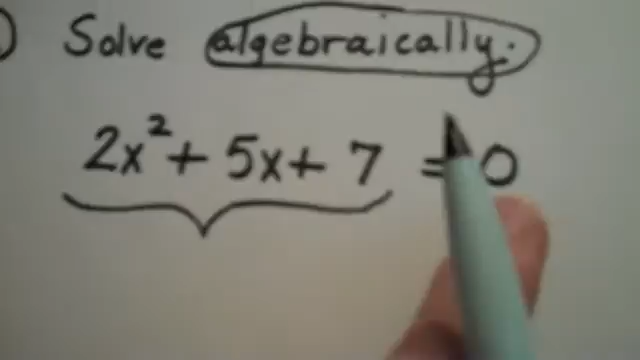 ) Solve algebraically.
2x² + 5x + 7 = 0